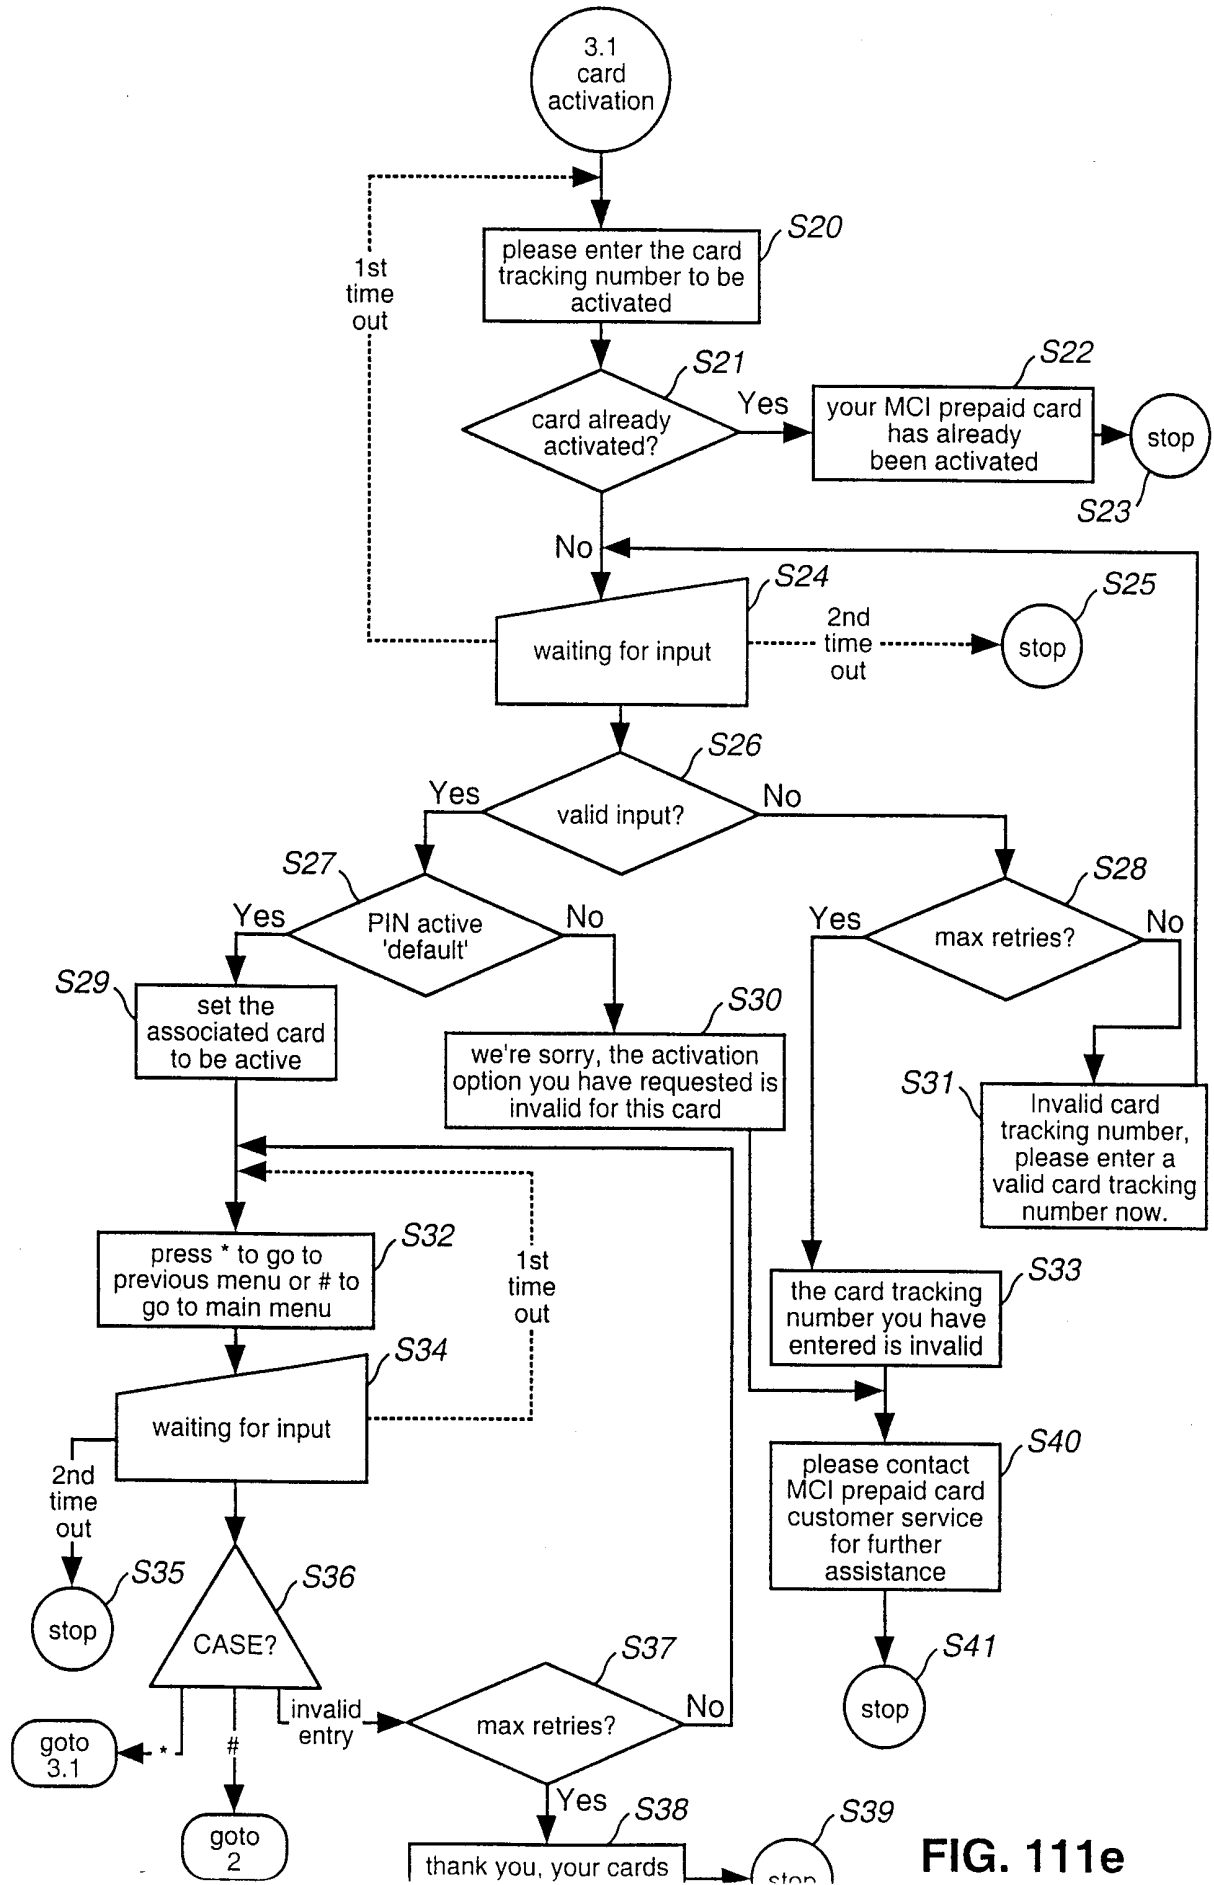 3.1
card
activation
S20
please enter the card
tracking number to be
activated
1st
time
out
S21
card already
activated?
Yes
S22
your MCI prepaid card
has already
been activated
stop
S23
No
S24
waiting for input
2nd
time
out
S25
stop
S26
valid input?
Yes
No
S27
PIN active
'default'
Yes
No
S28
max retries?
Yes
No
S29
set the
associated card
to be active
S30
we're sorry, the activation
option you have requested is
invalid for this card
S31
Invalid card
tracking number,
please enter a
valid card tracking
number now.
S32
press * to go to
previous menu or # to
go to main menu
1st
time
out
S33
the card tracking
number you have
entered is invalid
S34
waiting for input
2nd
time
out
S35
stop
S40
please contact
MCI prepaid card
customer service
for further
assistance
S36
CASE?
S41
stop
S37
max retries?
No
invalid
entry
*
goto
3.1
#
goto
2
Yes
S38
thank you, your cards
S39
stop
FIG. 111e